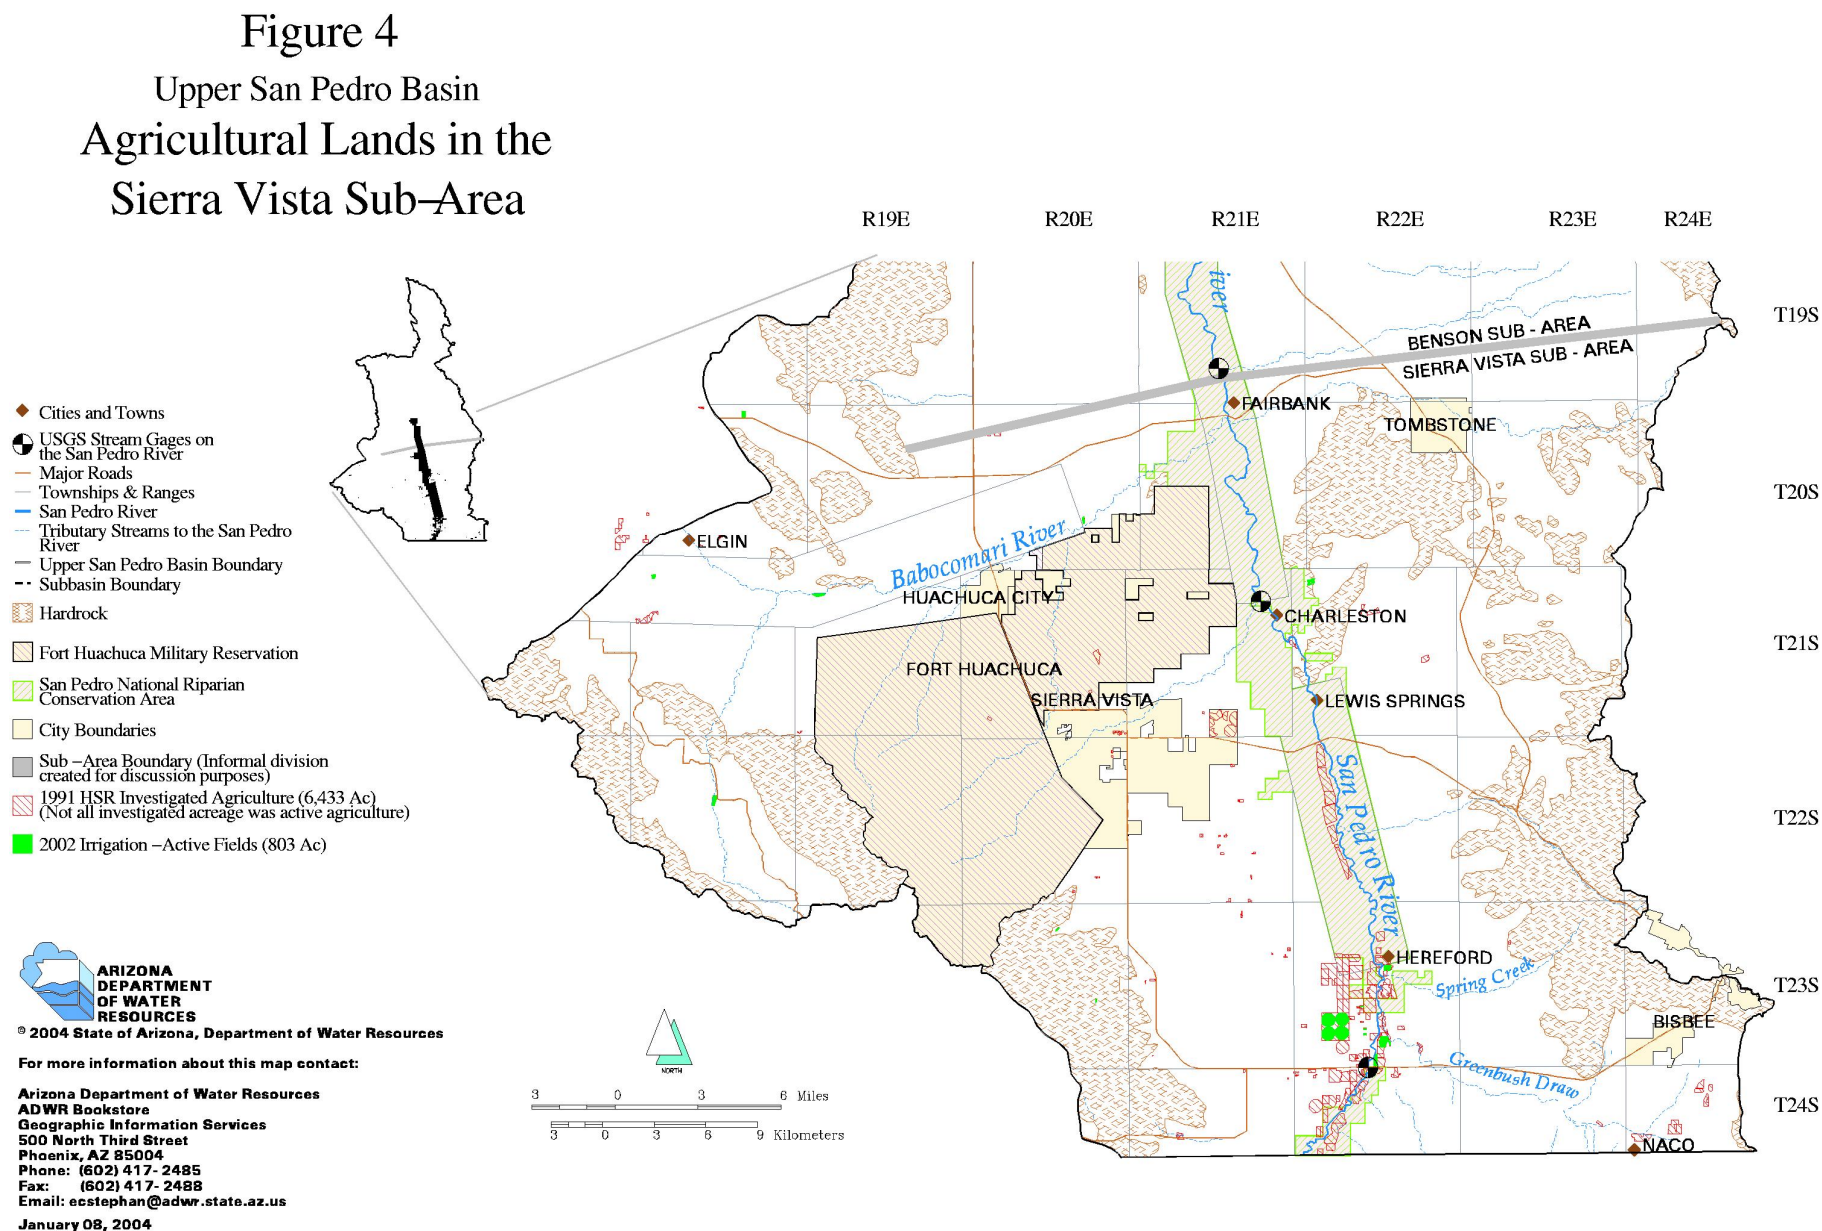 Figure 4
Upper San Pedro Basin
Agricultural Lands in the
Sierra Vista Sub–Area
R19E
R20E
R21E
R22E
R23E
R24E
T19S
T20S
T21S
T22S
T23S
T24S
iver
BENSON SUB - AREA
SIERRA VISTA SUB - AREA
FAIRBANK
TOMBSTONE
ELGIN
Babocomari River
HUACHUCA CITY
CHARLESTON
FORT HUACHUCA
SIERRA VISTA
LEWIS SPRINGS
San Pedro River
HEREFORD
Spring Creek
BISBEE
Greenbush Draw
NACO
Cities and Towns
USGS Stream Gages on
the San Pedro River
Major Roads
Townships & Ranges
San Pedro River
Tributary Streams to the San Pedro
River
Upper San Pedro Basin Boundary
Subbasin Boundary
Hardrock
Fort Huachuca Military Reservation
San Pedro National Riparian
Conservation Area
City Boundaries
Sub –Area Boundary (Informal division
created for discussion purposes)
1991 HSR Investigated Agriculture (6,433 Ac)
(Not all investigated acreage was active agriculture)
2002 Irrigation –Active Fields (803 Ac)
ARIZONA
DEPARTMENT
OF WATER
RESOURCES
© 2004 State of Arizona, Department of Water Resources
For more information about this map contact:
Arizona Department of Water Resources
ADWR Bookstore
Geographic Information Services
500 North Third Street
Phoenix, AZ 85004
Phone: (602) 417- 2485
Fax: (602) 417- 2488
Email: ecstephan@adwr.state.az.us
January 08, 2004
NORTH
3 0 3 6 Miles
3 0 3 6 9 Kilometers